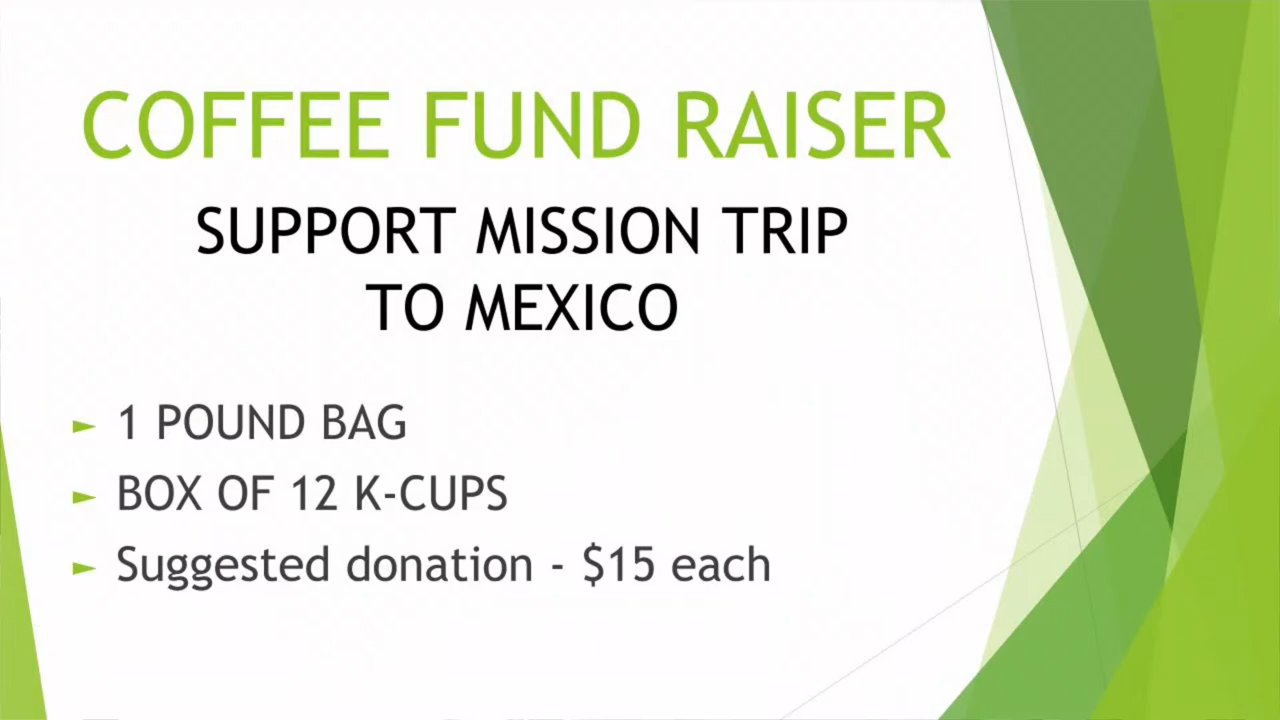 COFFEE FUND RAISER
SUPPORT MISSION TRIP
TO MEXICO
► 1 POUND BAG
► BOX OF 12 K-CUPS
► Suggested donation - $15 each